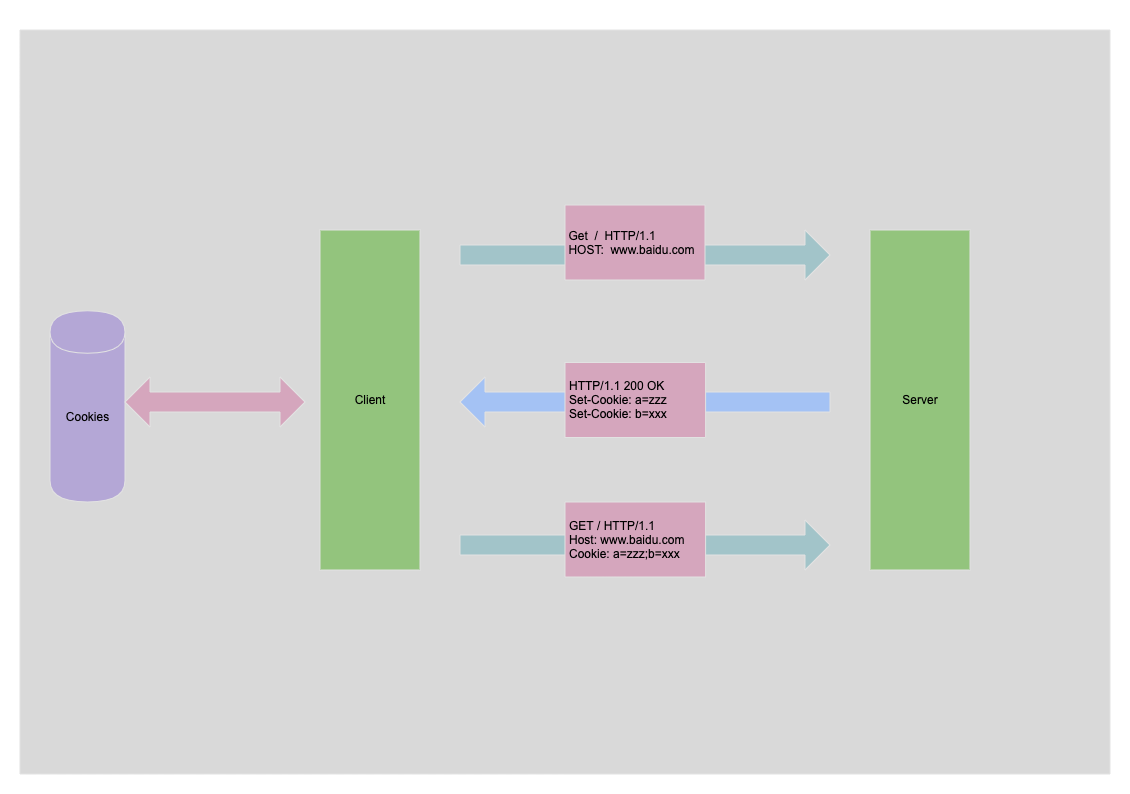 Get / HTTP/1.1
HOST: www.baidu.com
HTTP/1.1 200 OK
Set-Cookie: a=zzz
Set-Cookie: b=xxx
Cookies
Client
Server
GET / HTTP/1.1
Host: www.baidu.com
Cookie: a=zzz;b=xxx